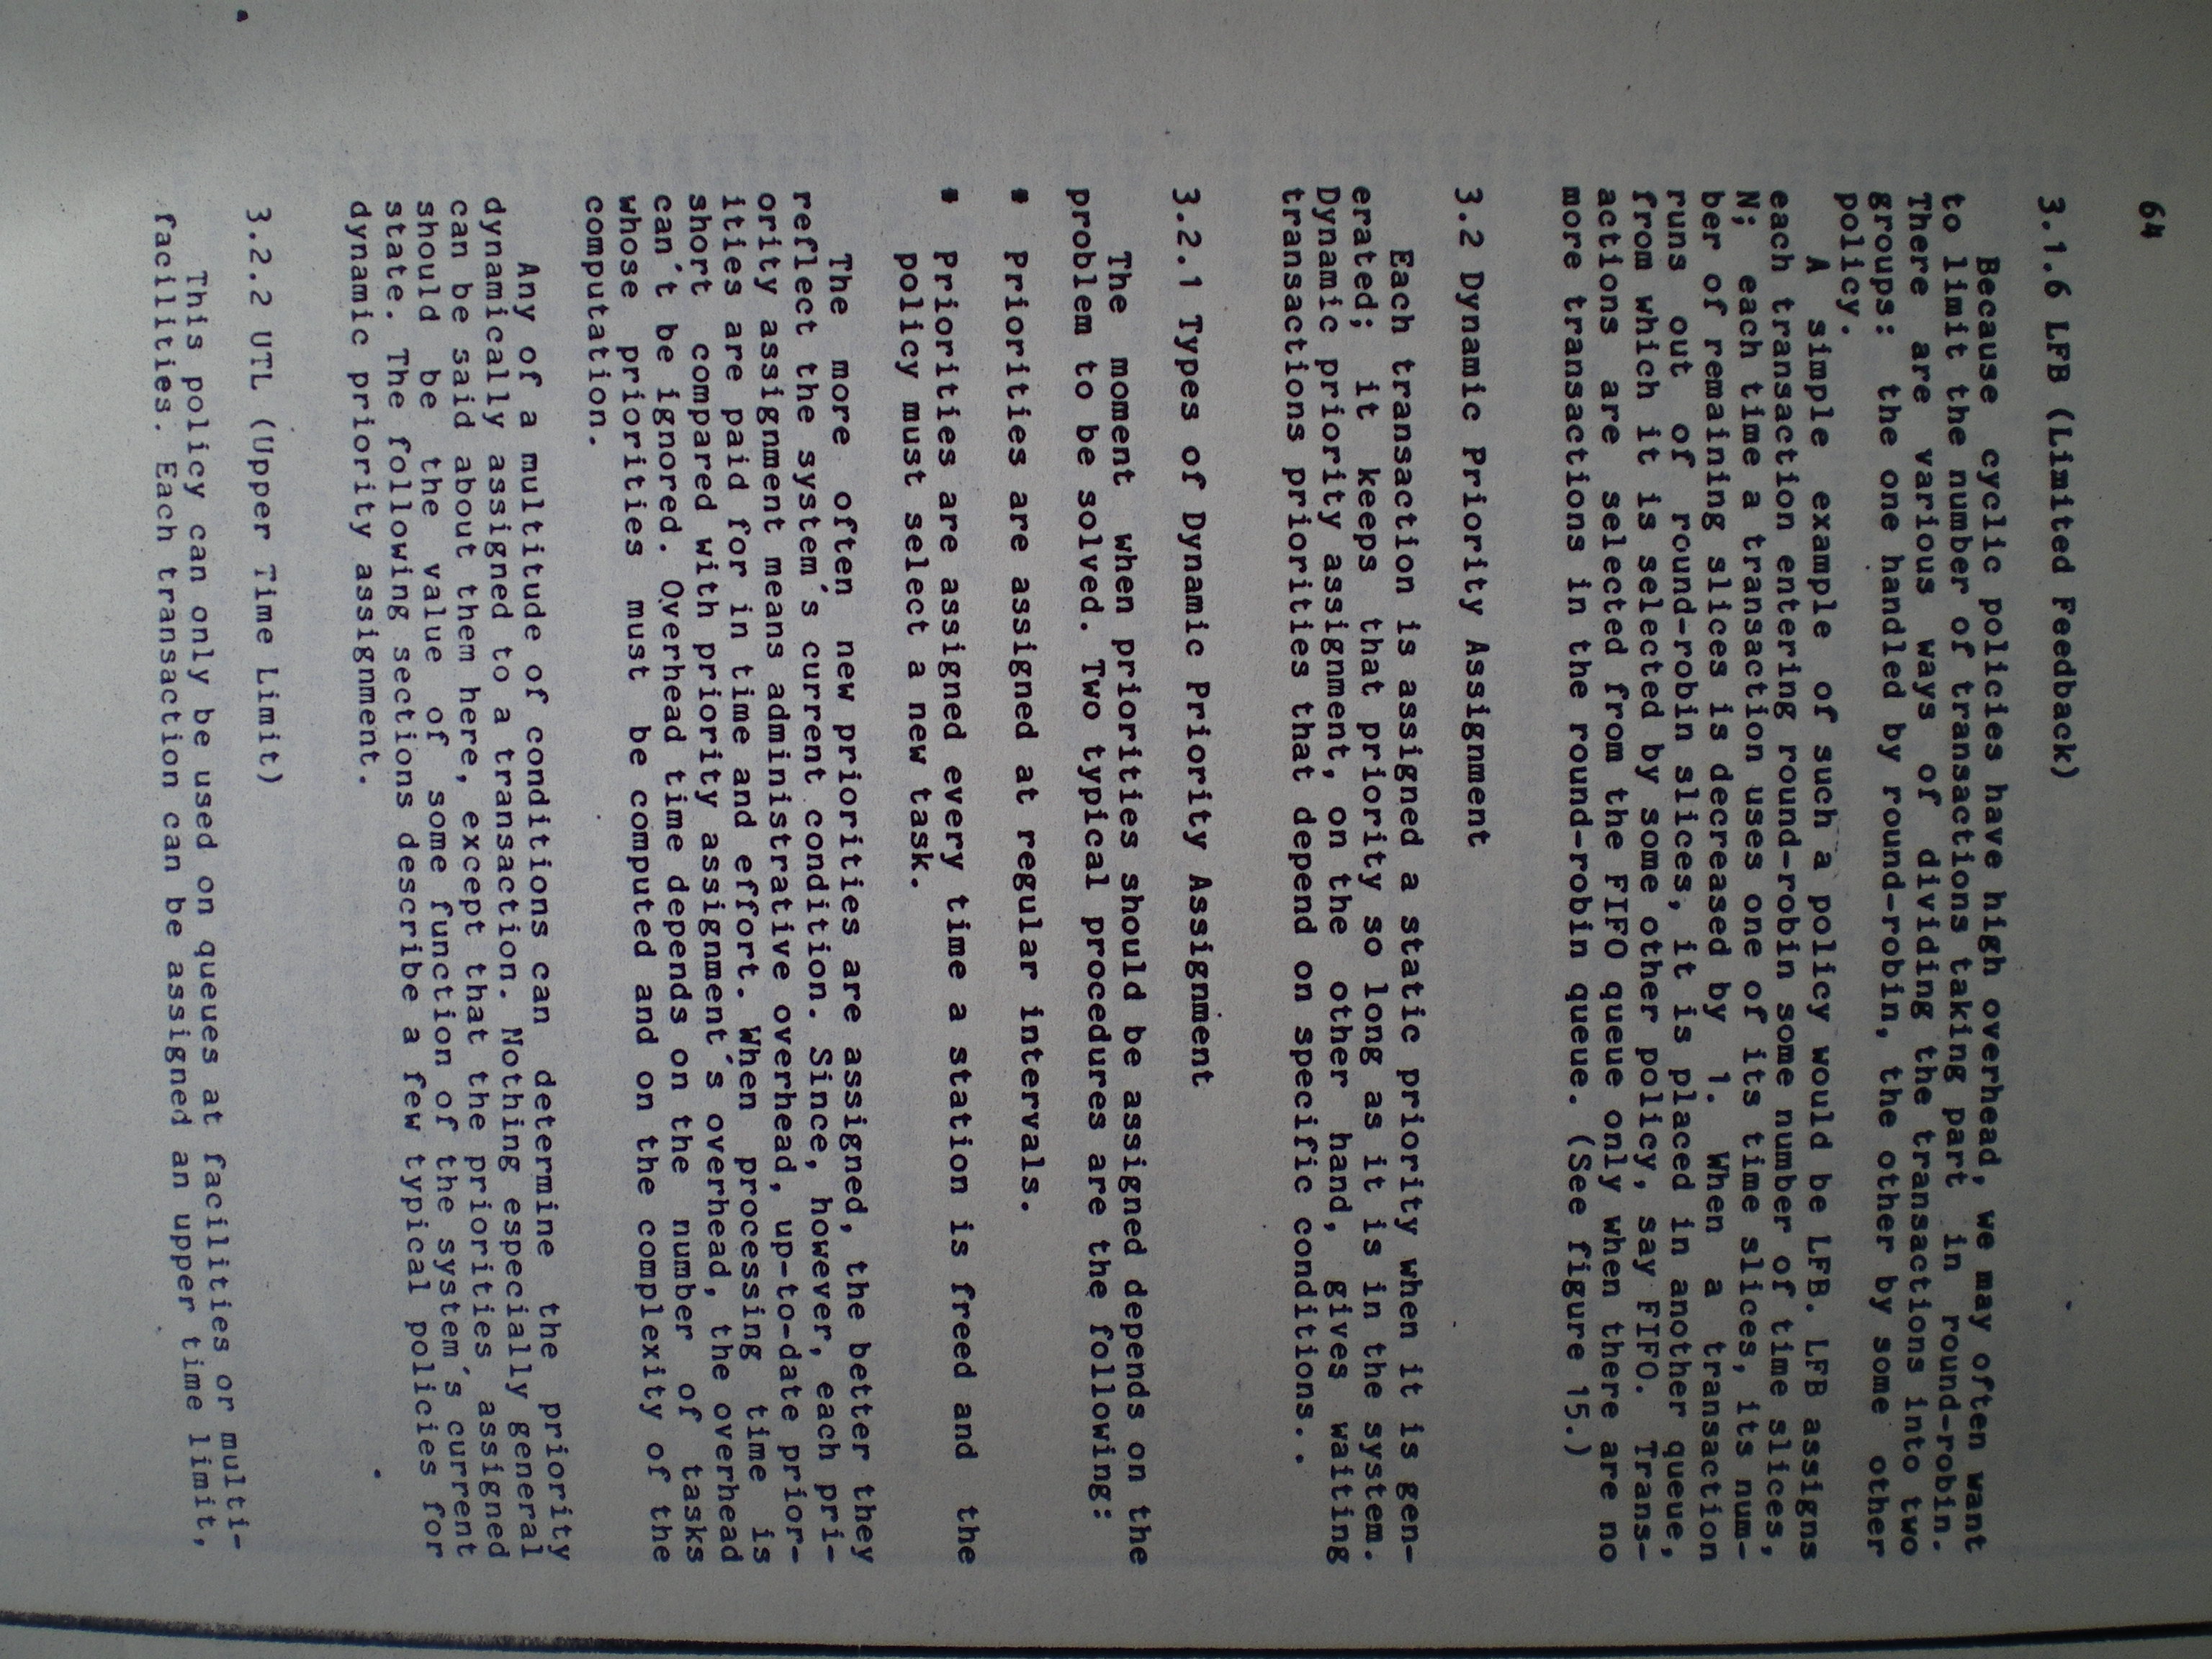 64
3.1.6 LFB (Limited Feedback)
Because cyclic policies have high overhead, we may often want
to limit the number of transactions taking part in round-robin.
There are various ways of dividing the transactions into two
groups: the one handled by round-robin, the other by some other
policy.
A simple example of such a policy would be LFB. LFB assigns
each transaction entering round-robin some number of time slices,
N; each time a transaction uses one of its time slices, its num-
ber of remaining slices is decreased by 1. When a transaction
runs out of round-robin slices, it is placed in another queue,
from which it is selected by some other policy, say FIFO. Trans-
actions are selected from the FIFO queue only when there are no
more transactions in the round-robin queue. (See figure 15.)
3.2 Dynamic Priority Assignment
Each transaction is assigned a static priority when it is gen-
erated; it keeps that priority so long as it is in the system.
Dynamic priority assignment, on the other hand, gives waiting
transactions priorities that depend on specific conditions..
3.2.1 Types of Dynamic Priority Assignment
The moment when priorities should be assigned depends on the
problem to be solved. Two typical procedures are the following:
• Priorities are assigned at regular intervals.
• Priorities are assigned every time a station is freed and the
policy must select a new task.
The more often new priorities are assigned, the better they
reflect the system's current condition. Since, however, each pri-
ority assignment means administrative overhead, up-to-date prior-
ities are paid for in time and effort. When processing time is
short compared with priority assignment's overhead, the overhead
can't be ignored. Overhead time depends on the number of tasks
whose priorities must be computed and on the complexity of the
computation.
Any of a multitude of conditions can determine the priority
dynamically assigned to a transaction. Nothing especially general
can be said about them here, except that the priorities assigned
should be the value of some function of the system's current
state. The following sections describe a few typical policies for
dynamic priority assignment.
3.2.2 UTL (Upper Time Limit)
This policy can only be used on queues at facilities or multi-
facilities. Each transaction can be assigned an upper time limit,